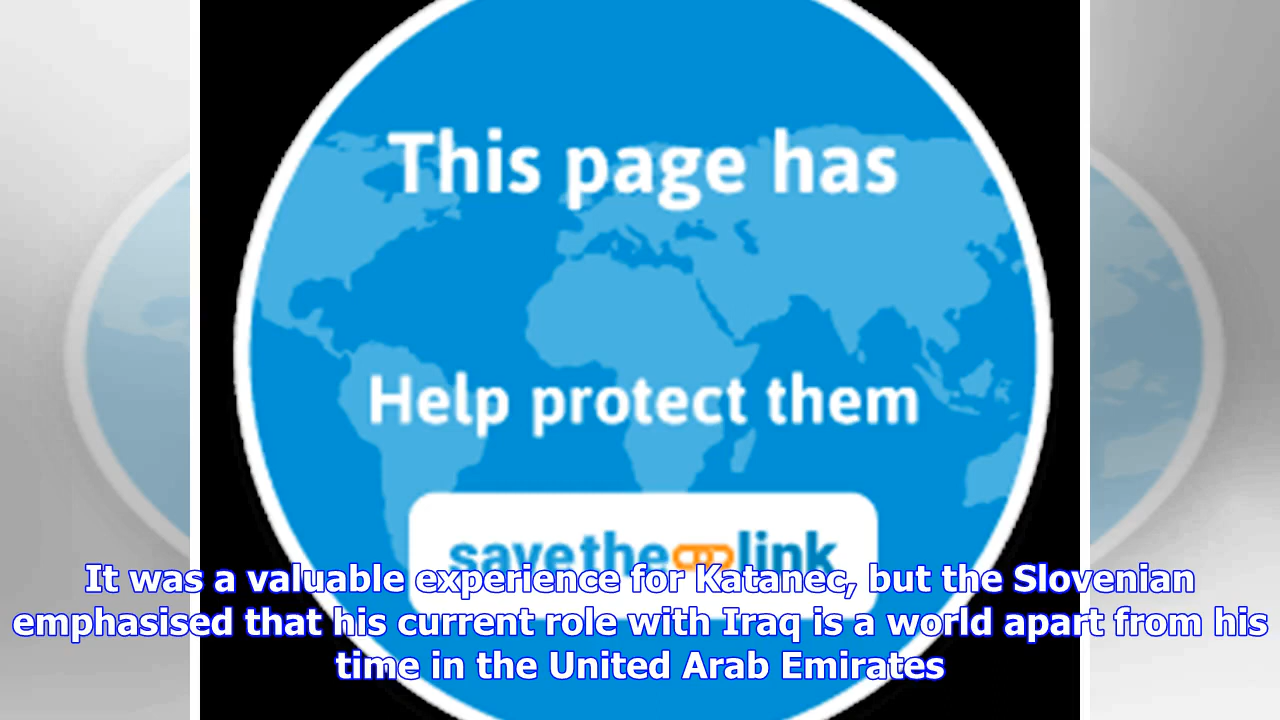 This page has
Help protect them
savethelink
It was a valuable experience for Katanec, but the Slovenian
emphasised that his current role with Iraq is a world apart from his
time in the United Arab Emirates